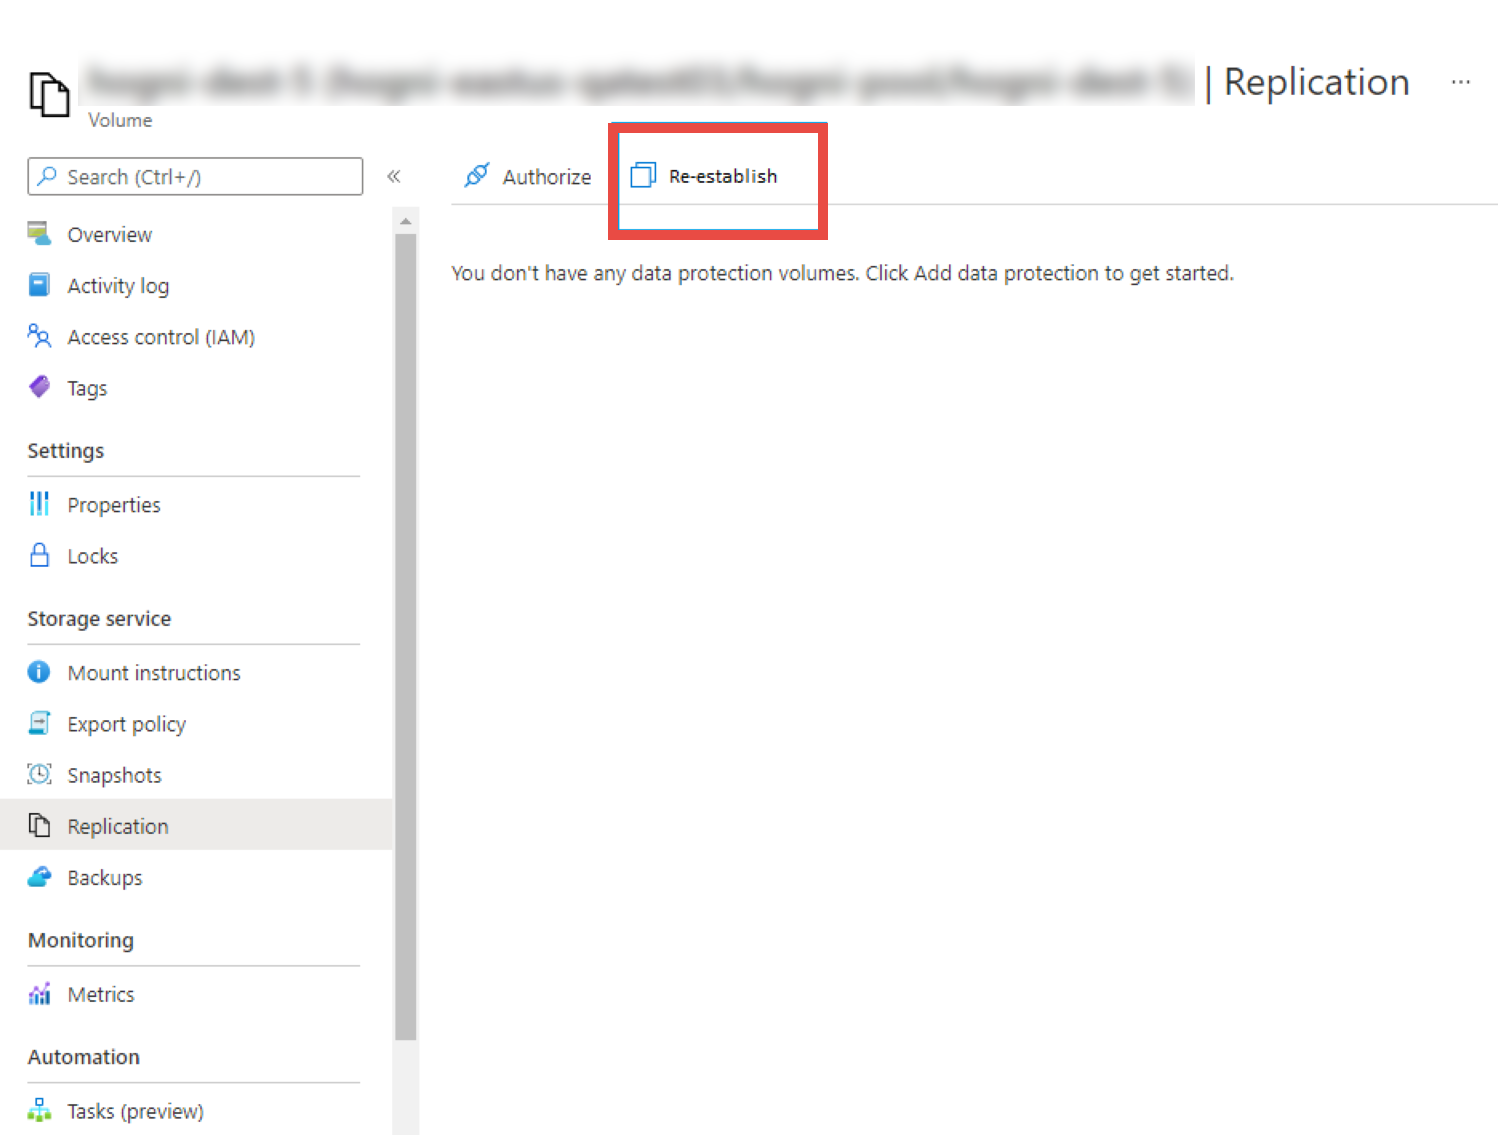 | Replication ...
Volume
Search (Ctrl+/) «
Authorize Re-establish
Overview
You don't have any data protection volumes. Click Add data protection to get started.
Activity log
Access control (IAM)
Tags
Settings
Properties
Locks
Storage service
Mount instructions
Export policy
Snapshots
Replication
Backups
Monitoring
Metrics
Automation
Tasks (preview)